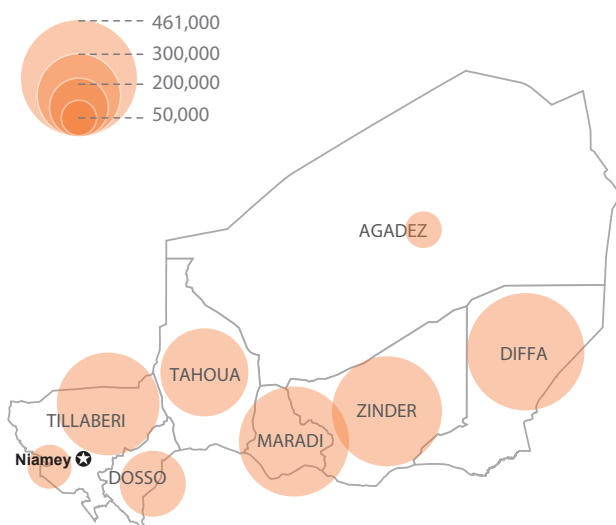 461,000
300,000
200,000
50,000
AGADEZ
DIFFA
TAHOUA
ZINDER
TILLABERI
MARADI
Niamey
DOSSO